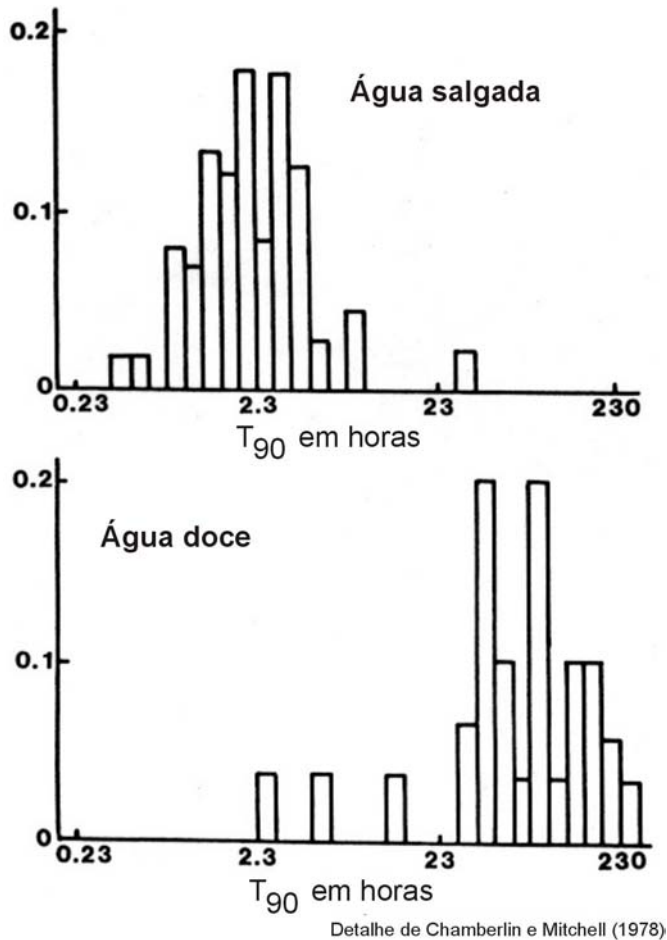 0.2
Água salgada
0.1
0
0.23 2.3 23 230
T90 em horas
0.2
Água doce
0.1
0
0.23 2.3 23 230
T90 em horas
Detalhe de Chamberlin e Mitchell (1978)